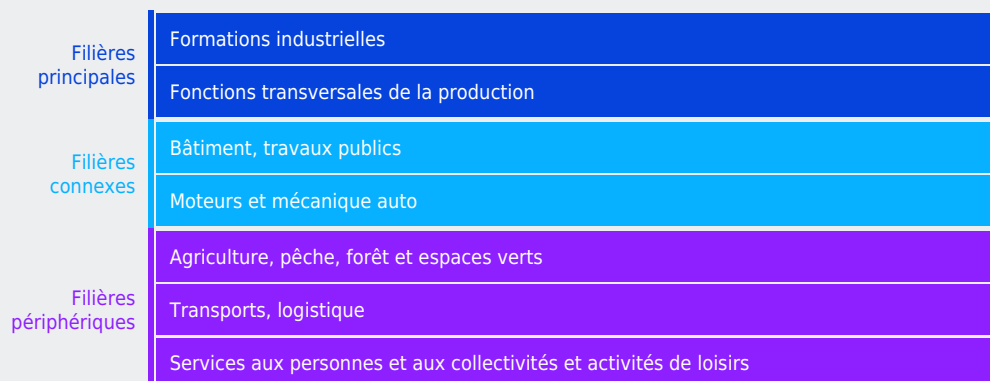 Filières
principales
Formations industrielles
Fonctions transversales de la production
Filières
connexes
Bâtiment, travaux publics
Moteurs et mécanique auto
Filières
périphériques
Agriculture, pêche, forêt et espaces verts
Transports, logistique
Services aux personnes et aux collectivités et activités de loisirs